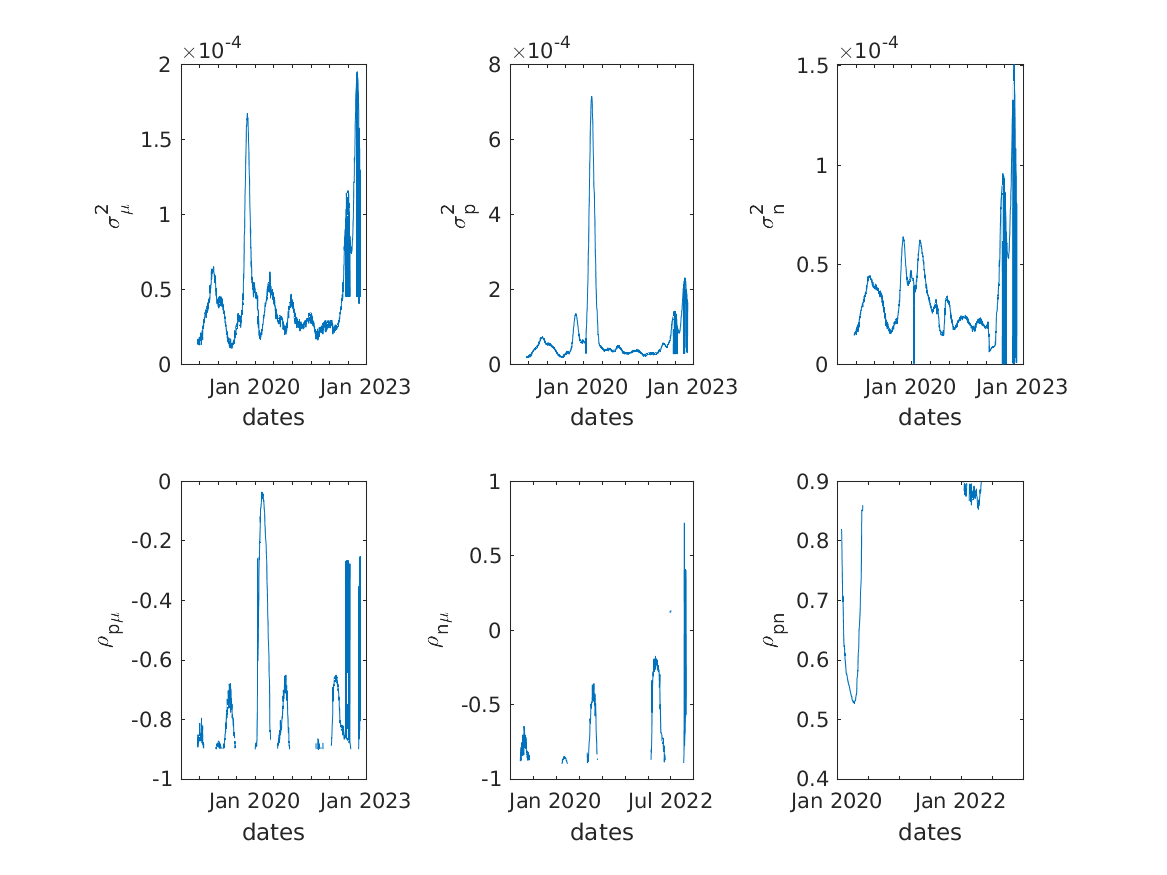 ×10-4
2
1.5
1
0.5
0
σ2μ
Jan 2020 Jan 2023
dates
×10-4
8
6
4
2
0
σ2p
Jan 2020 Jan 2023
dates
×10-4
1.5
1
0.5
0
σ2n
Jan 2020 Jan 2023
dates
0
-0.2
-0.4
-0.6
-0.8
-1
ρpμ
Jan 2020 Jan 2023
dates
1
0.5
0
-0.5
-1
ρnμ
Jan 2020 Jul 2022
dates
0.9
0.8
0.7
0.6
0.5
0.4
ρpn
Jan 2020 Jan 2022
dates